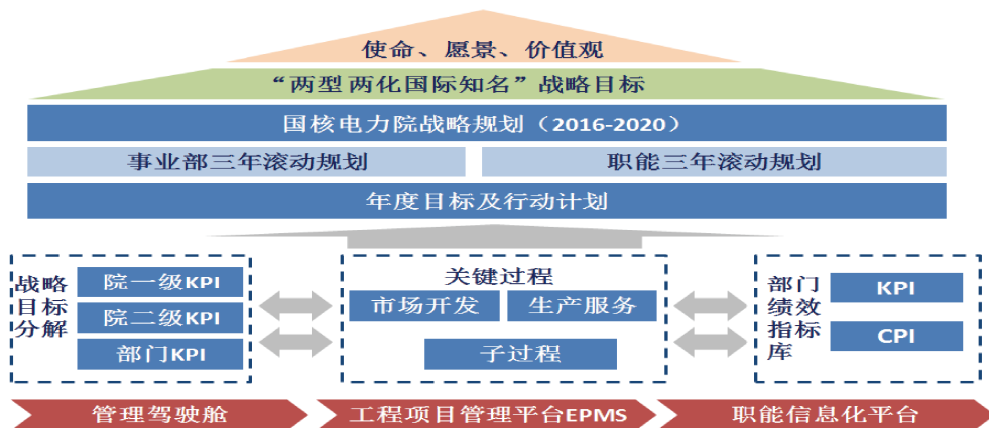 使命、愿景、价值观
“两型两化国际知名”战略目标
国核电力院战略规划（2016-2020）
事业部三年滚动规划
职能三年滚动规划
年度目标及行动计划
战略
目标
分解
院一级KPI
院二级KPI
部门KPI
关键过程
市场开发
生产服务
子过程
部门
绩效
指标
库
KPI
CPI
管理驾驶舱
工程项目管理平台EPMS
职能信息化平台